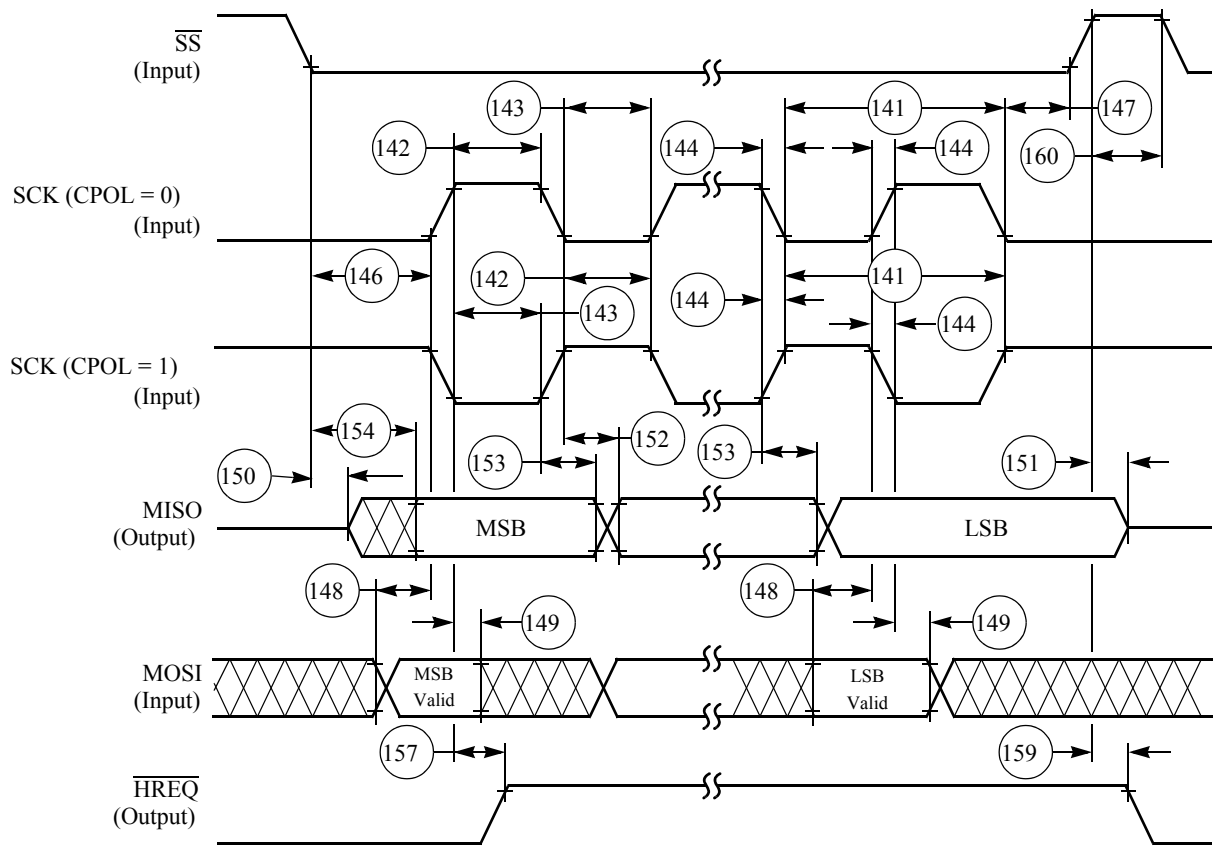 SS
(Input)
143
141
147
142
144
144
160
SCK (CPOL = 0)
(Input)
146
142
141
143
144
144
SCK (CPOL = 1)
(Input)
154
152
153
153
150
151
MISO
(Output)
MSB
LSB
148
148
149
149
MOSI
(Input)
MSB
Valid
LSB
Valid
157
159
HREQ
(Output)